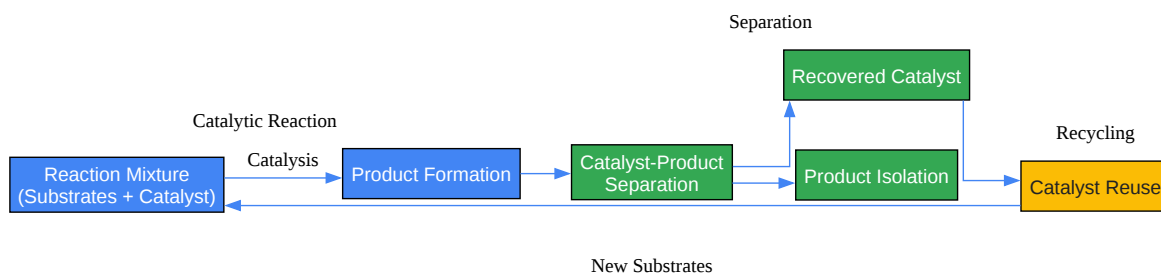 Separation
Recovered Catalyst
Catalytic Reaction
Recycling
Catalysis
Reaction Mixture
(Substrates + Catalyst)
Product Formation
Catalyst-Product
Separation
Product Isolation
Catalyst Reuse
New Substrates